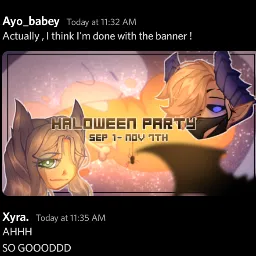 Ayo_babey Today at 11:32 AM
Actually , I think I'm done with the banner !
HALOWEEN PARTY
SEP 1- NOV 7TH
Xyra. Today at 11:35 AM
AHHH
SO GOOODDD